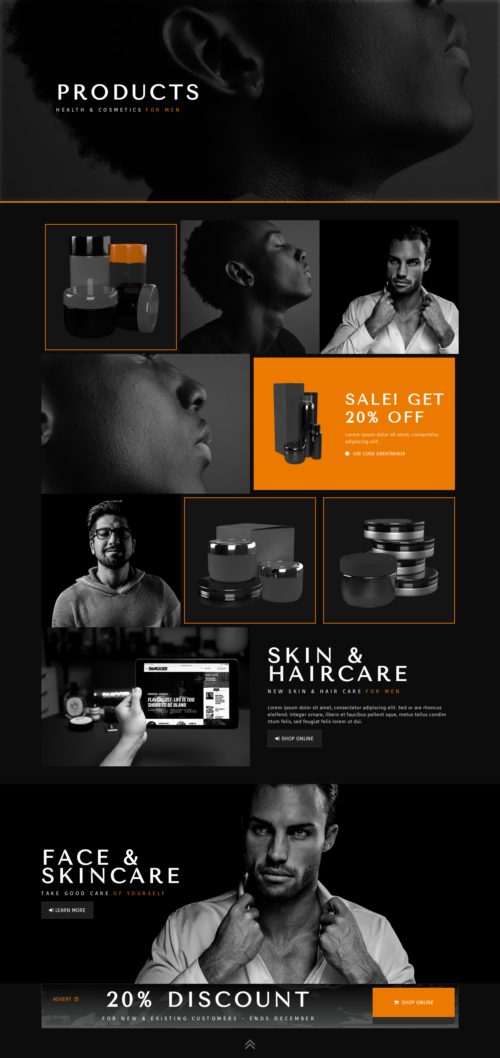 PRODUCTS
HEALTH & COSMETICS FOR MEN
SALE! GET
20% OFF
Lorem ipsum dolor sit amet, consectetur
adipiscing elit
USE CODE GREATSKIN19
SWAGGER
FLAVOURLIST: LIFE IS TOO
SHORT TO BE BLAND
SKIN &
HAIRCARE
NEW SKIN & HAIR CARE FOR MEN
Lorem ipsum dolor sit amet, consectetur adipiscing elit. Sed or are rhoncus
eleifend. Integer ornare, libero et faucibus pellent esque, metus tellus condim
ntum felis, sed feugiat felis lorem ut dui.
SHOP ONLINE
FACE &
SKINCARE
TAKE GOOD CARE OF YOURSELF
LEARN MORE
ADVERT
20% DISCOUNT
FOR NEW & EXISTING CUSTOMERS - ENDS DECEMBER
SHOP ONLINE